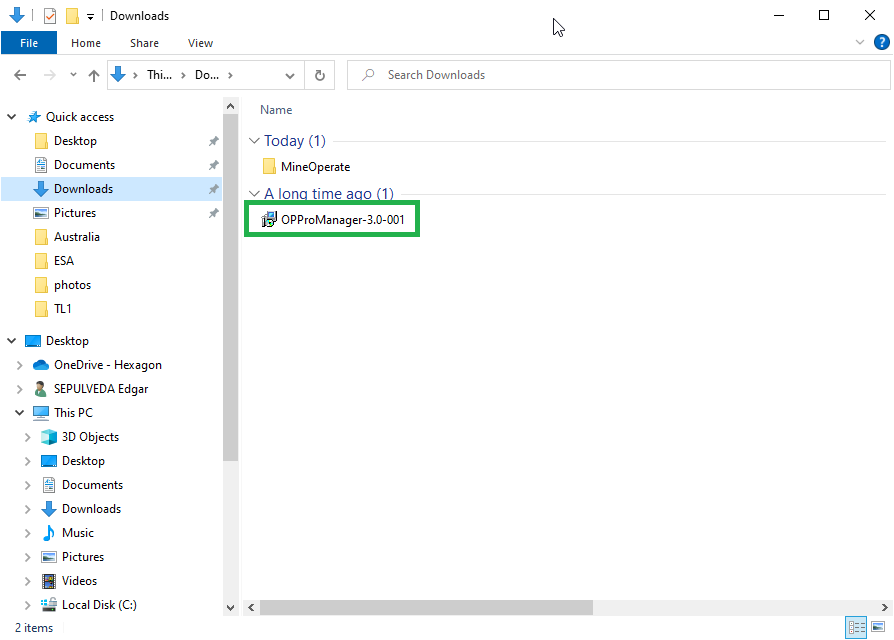 Downloads
File Home Share View
Thi... Do... Search Downloads
Name
Quick access
Desktop
Documents
Downloads
Pictures
Australia
ESA
photos
TL1
Desktop
OneDrive - Hexagon
SEPULVEDA Edgar
This PC
3D Objects
Desktop
Documents
Downloads
Music
Pictures
Videos
Local Disk (C:)
Today (1)
MineOperate
A long time ago (1)
OPProManager-3.0-001
2 items